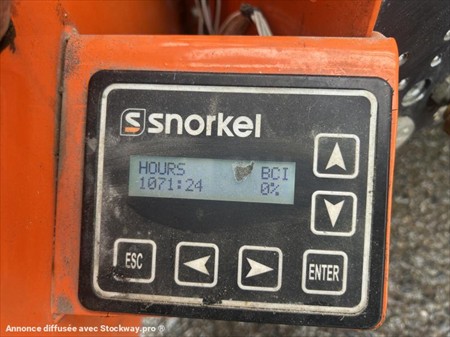 snorkel
HOURS BCI
1071:24 0%
ESC
ENTER
Annonce diffusée avec Stockway.pro ®